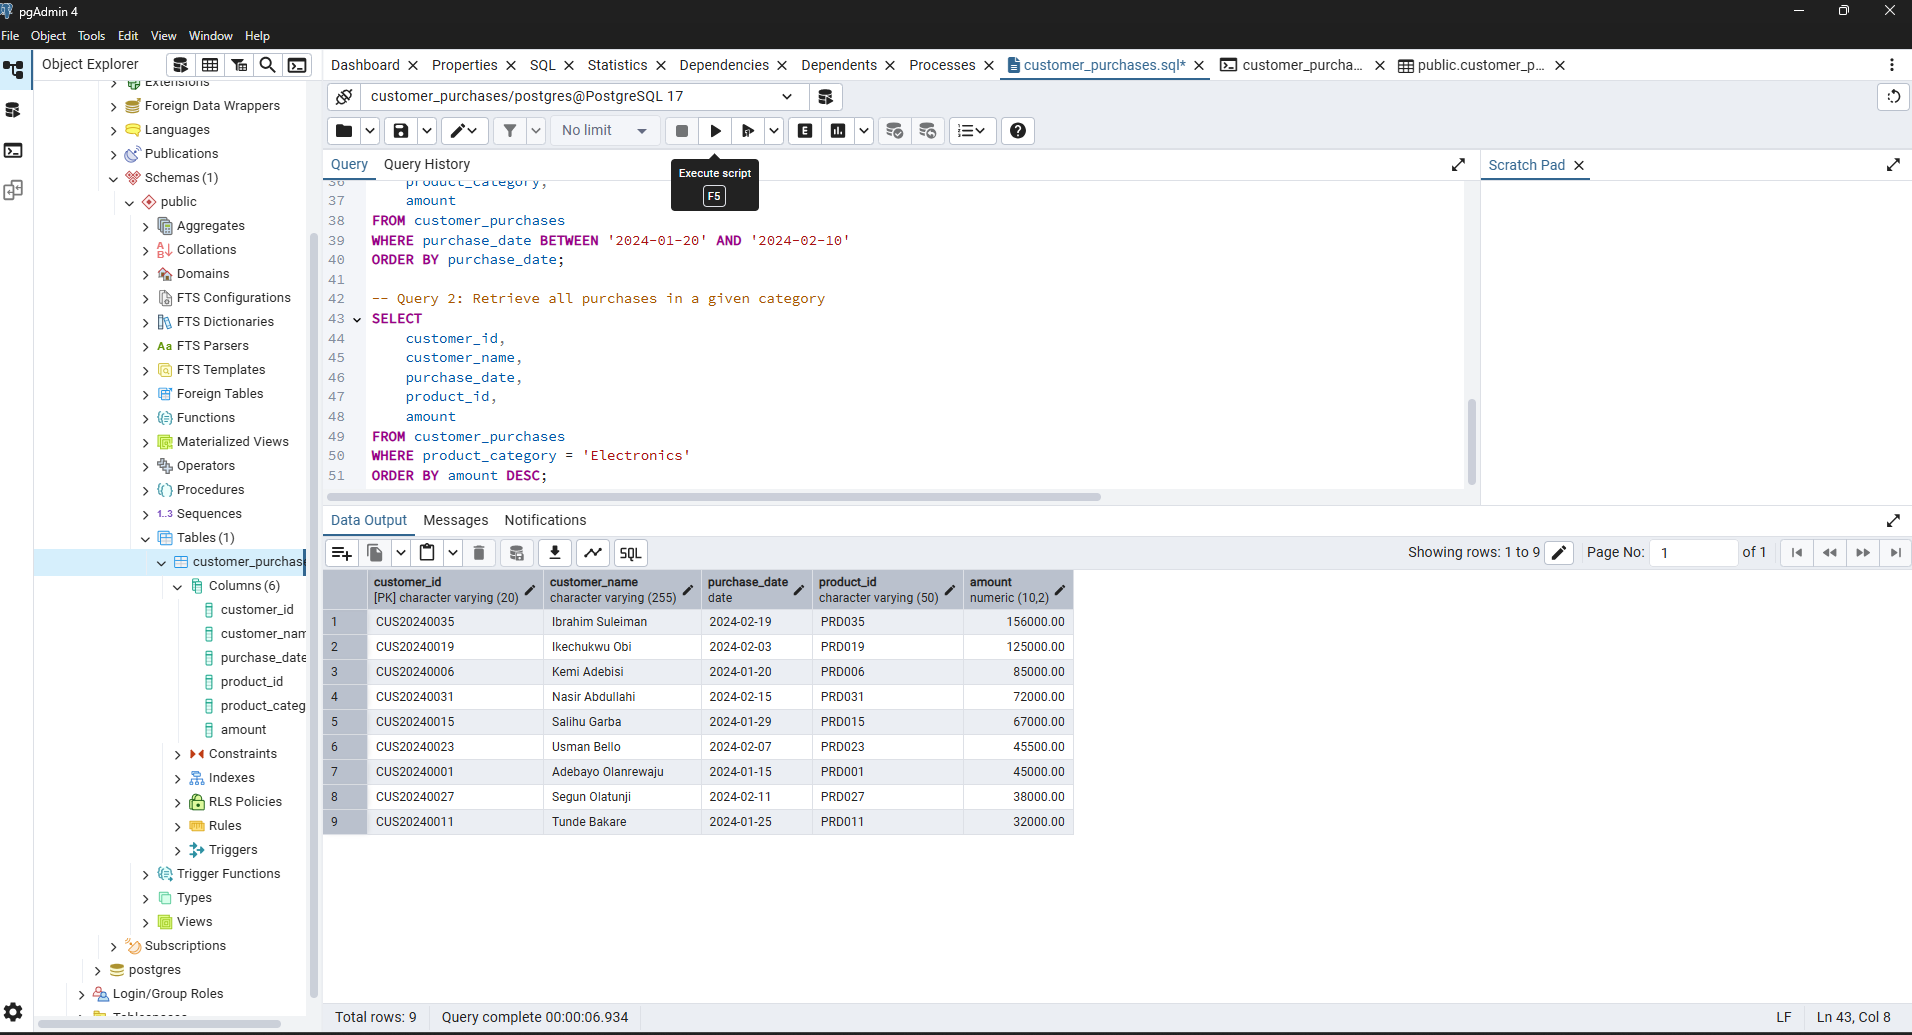 pgAdmin 4
File Object Tools Edit View Window Help
Object Explorer
Extensions
Foreign Data Wrappers
Languages
Publications
Schemas (1)
public
Aggregates
Collations
Domains
FTS Configurations
FTS Dictionaries
Aa FTS Parsers
FTS Templates
Foreign Tables
Functions
Materialized Views
Operators
Procedures
1..3 Sequences
Tables (1)
customer_purchas
Columns (6)
customer_id
customer_nam
purchase_date
product_id
product_categ
amount
Constraints
Indexes
RLS Policies
Rules
Triggers
Trigger Functions
Types
Views
Subscriptions
postgres
Login/Group Roles
Tablespaces
Dashboard Properties SQL Statistics Dependencies Dependents Processes customer_purchases.sql* customer_purcha... public.customer_p...
customer_purchases/postgres@PostgreSQL 17
No limit
E
Query Query History
Execute script
F5
Scratch Pad
36 product_category,
37 amount
38 FROM customer_purchases
39 WHERE purchase_date BETWEEN '2024-01-20' AND '2024-02-10'
40 ORDER BY purchase_date;
41
42 -- Query 2: Retrieve all purchases in a given category
43 SELECT
44 customer_id,
45 customer_name,
46 purchase_date,
47 product_id,
48 amount
49 FROM customer_purchases
50 WHERE product_category = 'Electronics'
51 ORDER BY amount DESC;
Data Output Messages Notifications
SQL
Showing rows: 1 to 9 Page No: 1 of 1
customer_id customer_name purchase_date product_id amount
[PK] character varying (20) character varying (255) date character varying (50) numeric (10,2)
1 CUS20240035 Ibrahim Suleiman 2024-02-19 PRD035 156000.00
2 CUS20240019 Ikechukwu Obi 2024-02-03 PRD019 125000.00
3 CUS20240006 Kemi Adebisi 2024-01-20 PRD006 85000.00
4 CUS20240031 Nasir Abdullahi 2024-02-15 PRD031 72000.00
5 CUS20240015 Salihu Garba 2024-01-29 PRD015 67000.00
6 CUS20240023 Usman Bello 2024-02-07 PRD023 45500.00
7 CUS20240001 Adebayo Olanrewaju 2024-01-15 PRD001 45000.00
8 CUS20240027 Segun Olatunji 2024-02-11 PRD027 38000.00
9 CUS20240011 Tunde Bakare 2024-01-25 PRD011 32000.00
Total rows: 9 Query complete 00:00:06.934 LF Ln 43, Col 8